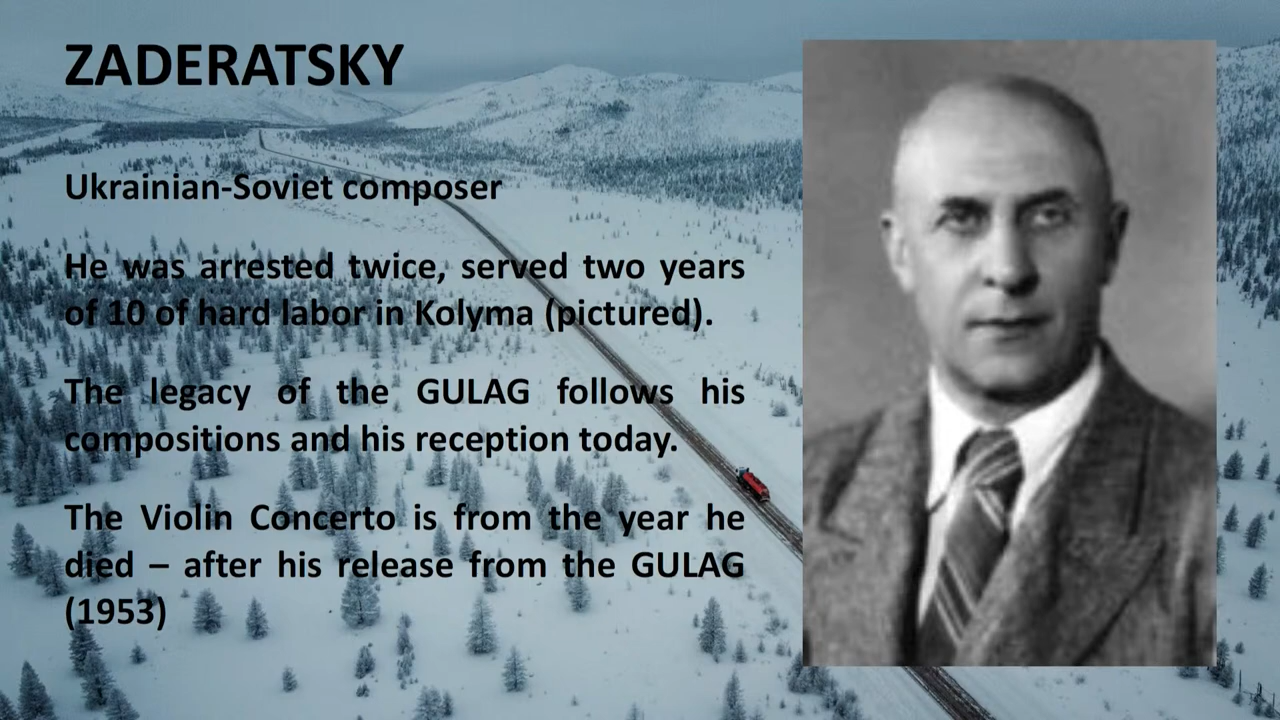 ZADERATSKY
Ukrainian-Soviet composer
He was arrested twice, served two years
of 10 of hard labor in Kolyma (pictured).
The legacy of the GULAG follows his
compositions and his reception today.
The Violin Concerto is from the year he
died – after his release from the GULAG
(1953)